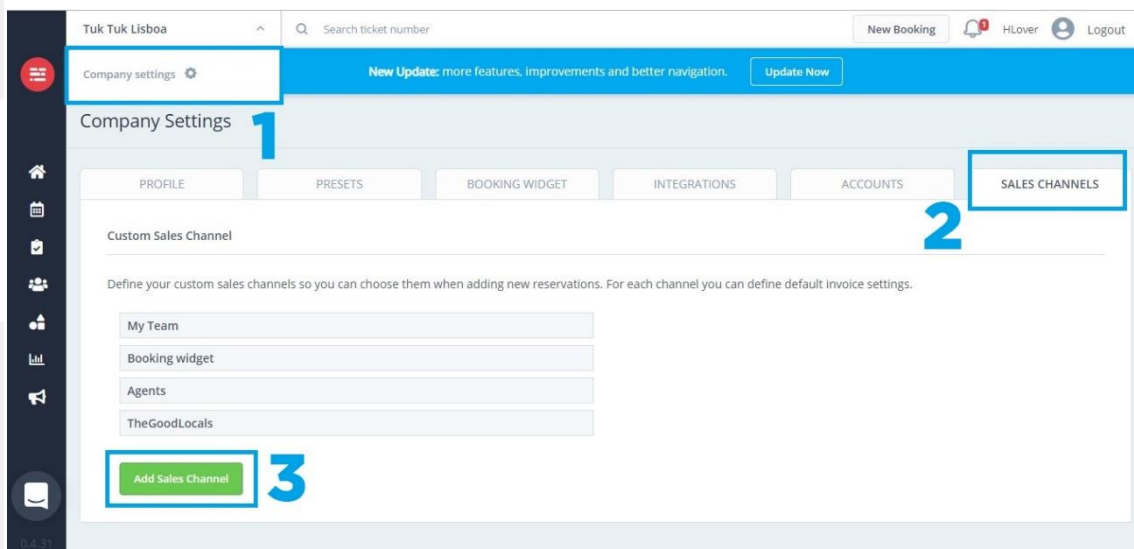 Tuk Tuk Lisboa
Search ticket number
New Booking
1
HLover
Logout
Company settings
New Update: more features, improvements and better navigation.
Update Now
Company Settings
1
PROFILE
PRESETS
BOOKING WIDGET
INTEGRATIONS
ACCOUNTS
SALES CHANNELS
2
Custom Sales Channel
Define your custom sales channels so you can choose them when adding new reservations. For each channel you can define default invoice settings.
My Team
Booking widget
Agents
TheGoodLocals
Add Sales Channel
3
0.4.31